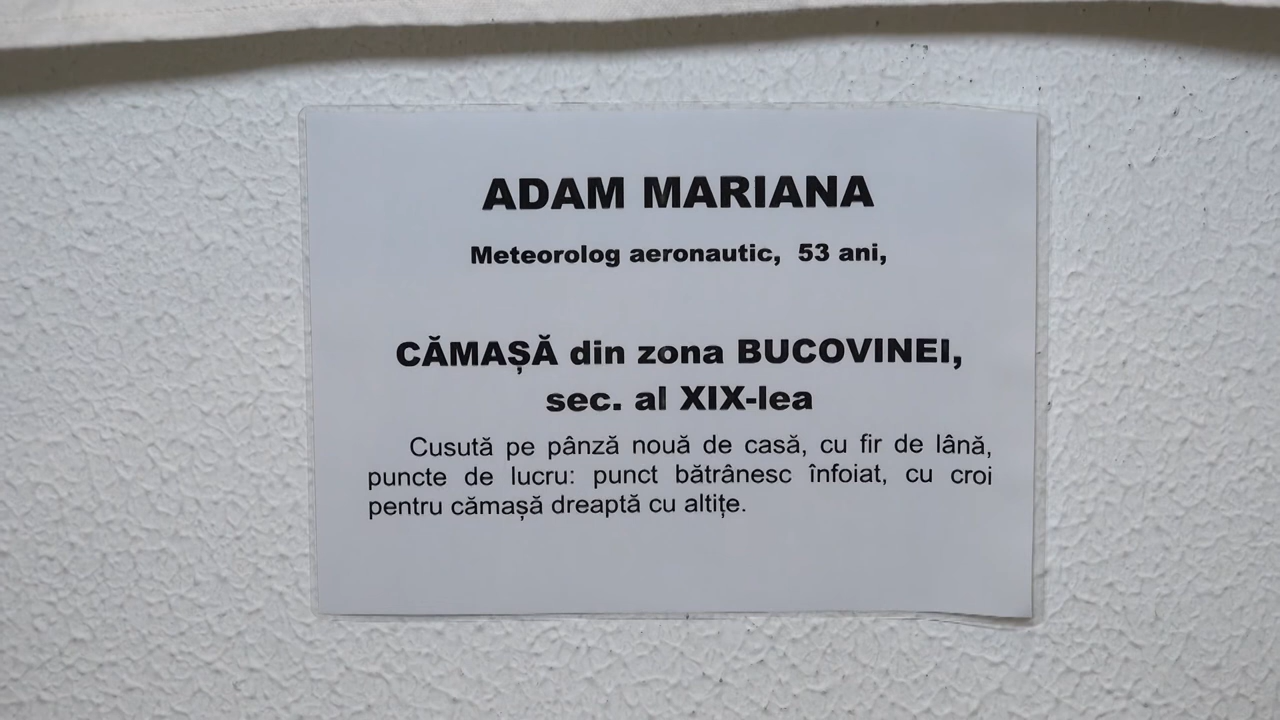 ADAM MARIANA
Meteorolog aeronautic, 53 ani,
CĂMAȘĂ din zona BUCOVINEI,
sec. al XIX-lea
Cusută pe pânză nouă de casă, cu fir de lână,
puncte de lucru: punct bătrânesc înfoiat, cu croi
pentru cămașă dreaptă cu altițe.